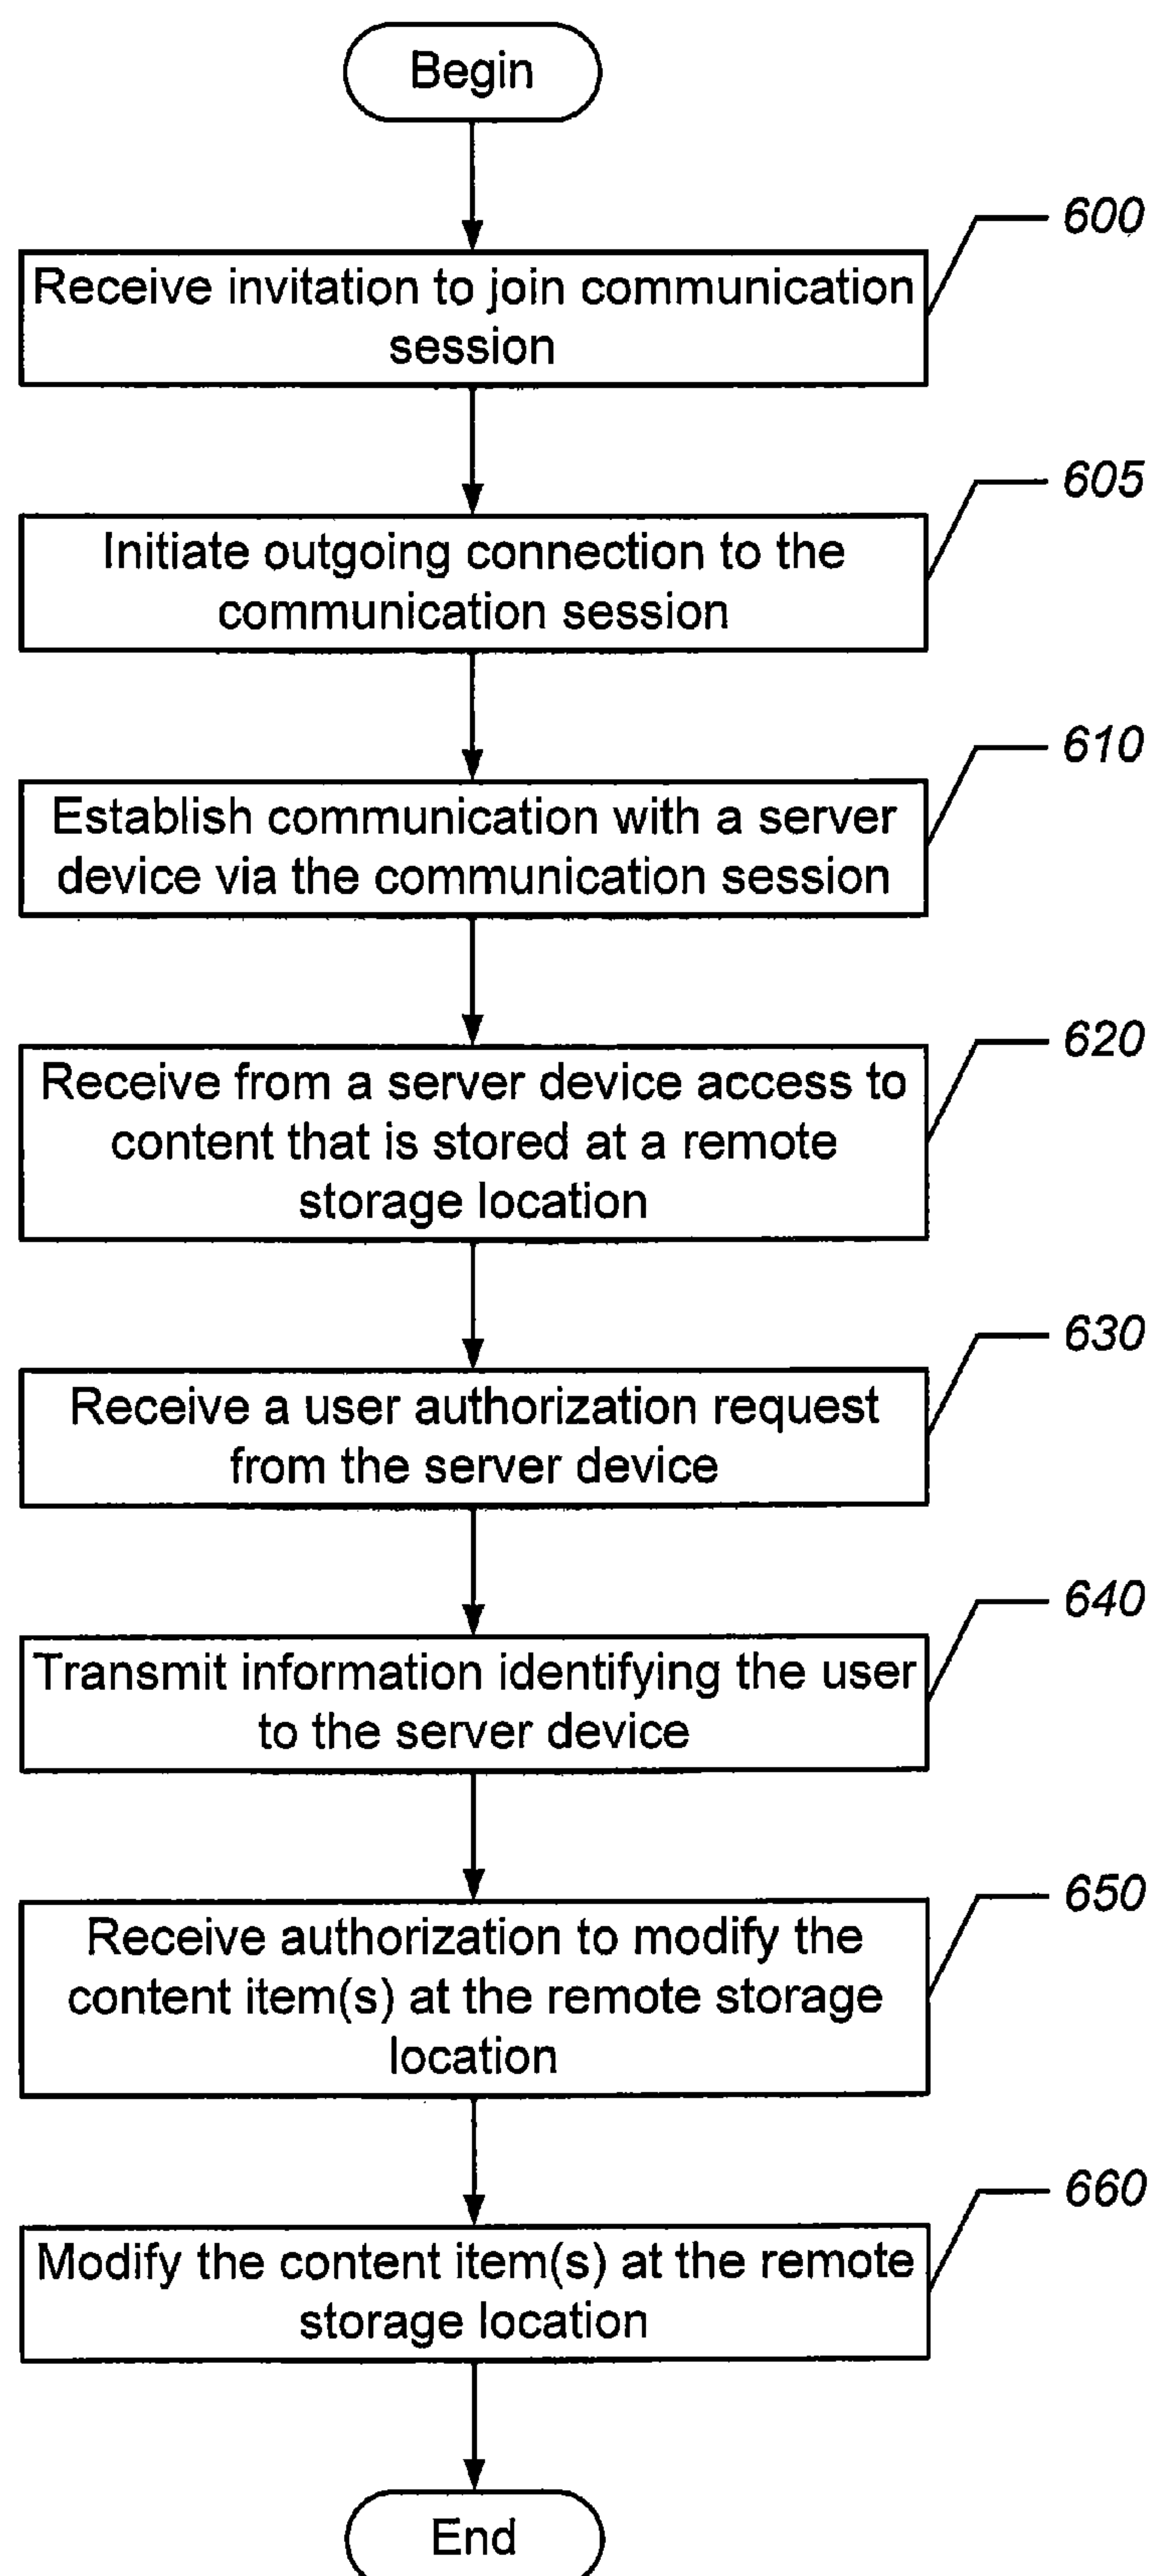 Begin
600
Receive invitation to join communication
session
605
Initiate outgoing connection to the
communication session
610
Establish communication with a server
device via the communication session
620
Receive from a server device access to
content that is stored at a remote
storage location
630
Receive a user authorization request
from the server device
640
Transmit information identifying the user
to the server device
650
Receive authorization to modify the
content item(s) at the remote storage
location
660
Modify the content item(s) at the remote
storage location
End